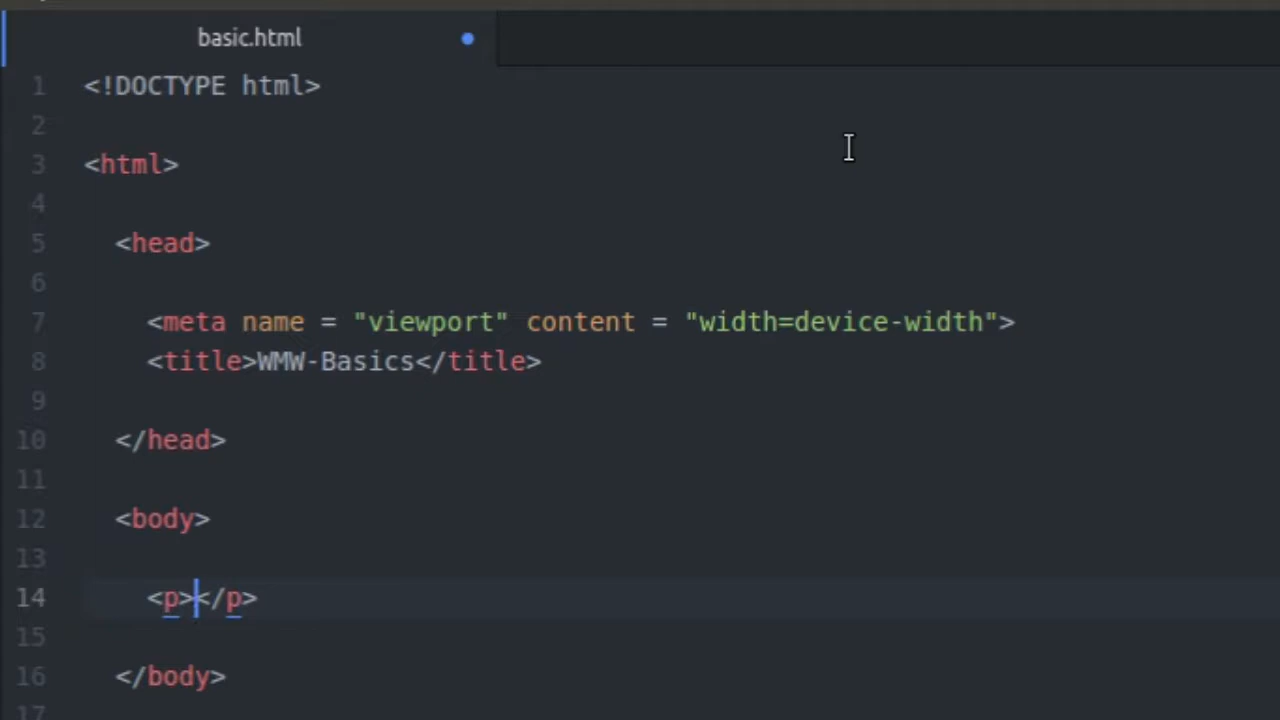 basic.html
1 <!DOCTYPE html>
2
3 <html>
4
5 <head>
6
7 <meta name = "viewport" content = "width=device-width">
8 <title>WMW-Basics</title>
9
10 </head>
11
12 <body>
13
14 <p></p>
15
16 </body>
17